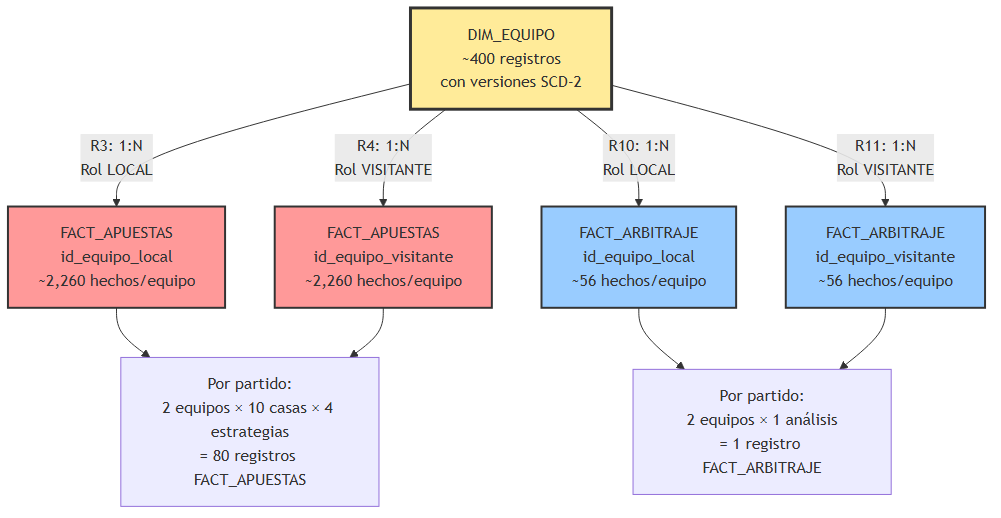 DIM_EQUIPO
~400 registros
con versiones SCD-2
R3: 1:N
Rol LOCAL
R4: 1:N
Rol VISITANTE
R10: 1:N
Rol LOCAL
R11: 1:N
Rol VISITANTE
FACT_APUESTAS
id_equipo_local
~2,260 hechos/equipo
FACT_APUESTAS
id_equipo_visitante
~2,260 hechos/equipo
FACT_ARBITRAJE
id_equipo_local
~56 hechos/equipo
FACT_ARBITRAJE
id_equipo_visitante
~56 hechos/equipo
Por partido:
2 equipos × 10 casas × 4
estrategias
= 80 registros
FACT_APUESTAS
Por partido:
2 equipos × 1 análisis
= 1 registro
FACT_ARBITRAJE